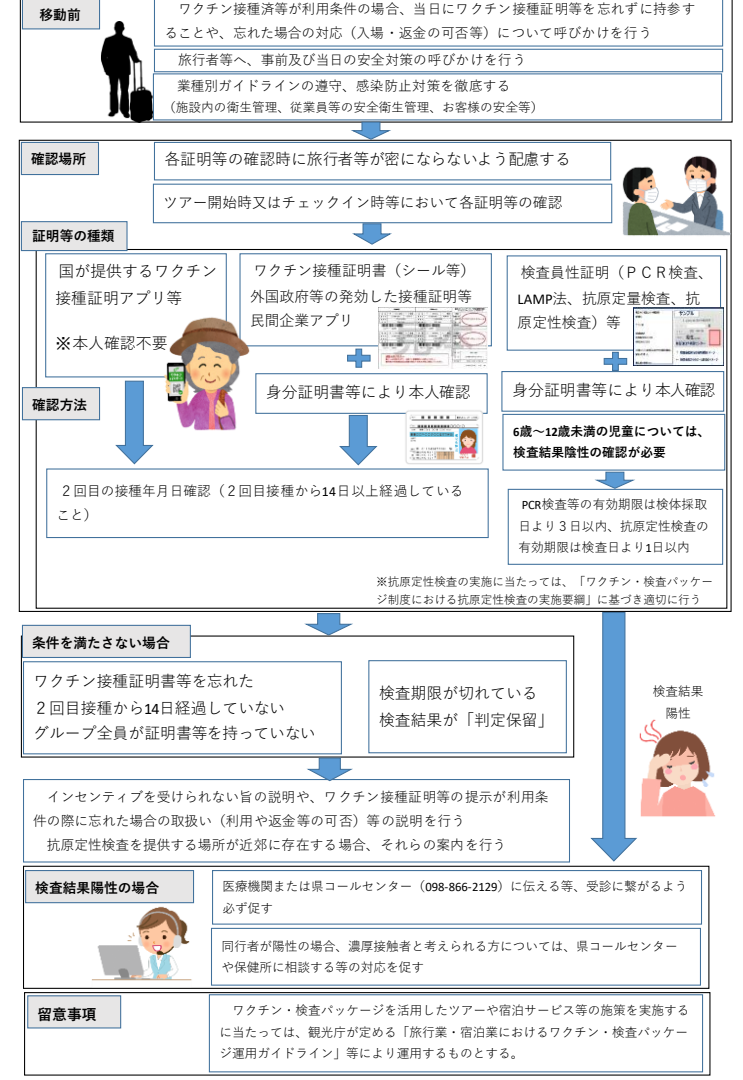 移動前
ワクチン接種済等が利用条件の場合、当日にワクチン接種証明等を忘れずに持参す
ることや、忘れた場合の対応（入場・返金の可否等）について呼びかけを行う
旅行者等へ、事前及び当日の安全対策の呼びかけを行う
業種別ガイドラインの遵守、感染防止対策を徹底する
（施設内の衛生管理、従業員等の安全衛生管理、お客様の安全等）
確認場所
各証明等の確認時に旅行者等が密にならないよう配慮する
ツアー開始時又はチェックイン時等において各証明等の確認
証明等の種類
国が提供するワクチン
接種証明アプリ等
※本人確認不要
ワクチン接種証明書（シール等）
外国政府等の発効した接種証明等
民間企業アプリ
検査員性証明（ＰＣＲ検査、
LAMP法、抗原定量検査、抗
原定性検査）等
サンプル
確認方法
身分証明書等により本人確認
身分証明書等により本人確認
6歳～12歳未満の児童については、
検査結果陰性の確認が必要
２回目の接種年月日確認（２回目接種から14日以上経過している
こと）
PCR検査等の有効期限は検体採取
日より３日以内、抗原定性検査の
有効期限は検査日より1日以内
※抗原定性検査の実施に当たっては、「ワクチン・検査パッケー
ジ制度における抗原定性検査の実施要綱」に基づき適切に行う
条件を満たさない場合
ワクチン接種証明書等を忘れた
２回目接種から14日経過していない
グループ全員が証明書等を持っていない
検査期限が切れている
検査結果が「判定保留」
検査結果
陽性
インセンティブを受けられない旨の説明や、ワクチン接種証明等の提示が利用条
件の際に忘れた場合の取扱い（利用や返金等の可否）等の説明を行う
抗原定性検査を提供する場所が近郊に存在する場合、それらの案内を行う
検査結果陽性の場合
医療機関または県コールセンター（098-866-2129）に伝える等、受診に繋がるよう
必ず促す
同行者が陽性の場合、濃厚接触者と考えられる方については、県コールセンター
や保健所に相談する等の対応を促す
留意事項
ワクチン・検査パッケージを活用したツアーや宿泊サービス等の施策を実施する
に当たっては、観光庁が定める「旅行業・宿泊業におけるワクチン・検査パッケー
ジ運用ガイドライン」等により運用するものとする。